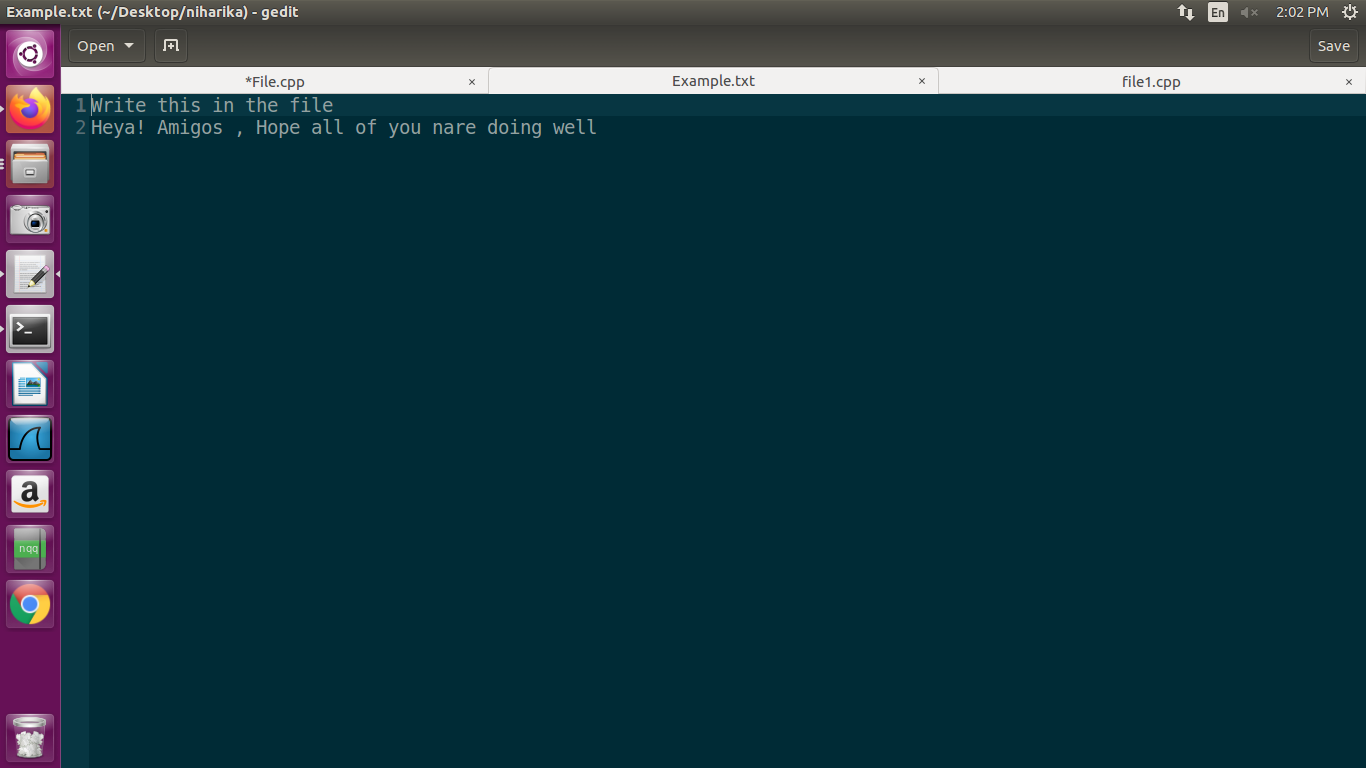 Example.txt (~/Desktop/niharika) - gedit
En
2:02 PM
Open
Save
*File.cpp ×
Example.txt ×
file1.cpp ×
1 Write this in the file
2 Heya! Amigos , Hope all of you nare doing well
>_
a
nqq